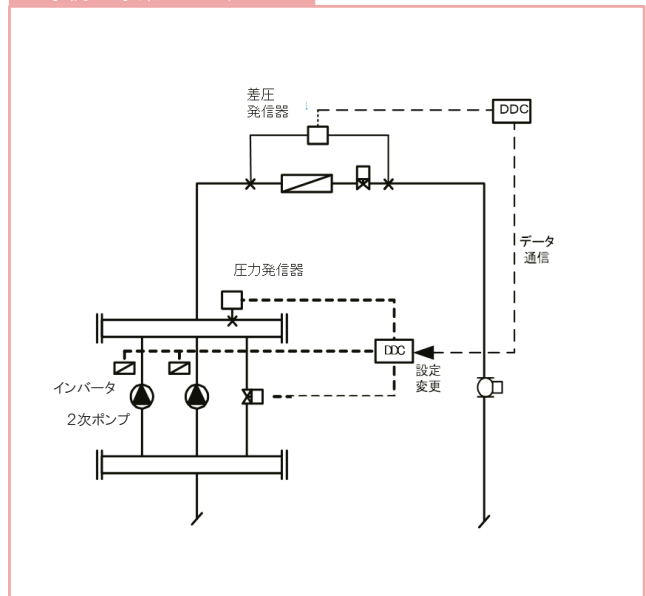 差圧
発信器
DDC
データ
通信
圧力発信器
DDC
設定
変更
インバータ
2次ポンプ